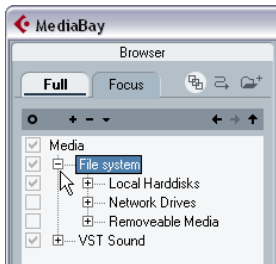 MediaBay
Browser
Full Focus
Media
File system
Local Harddisks
Network Drives
Removeable Media
VST Sound